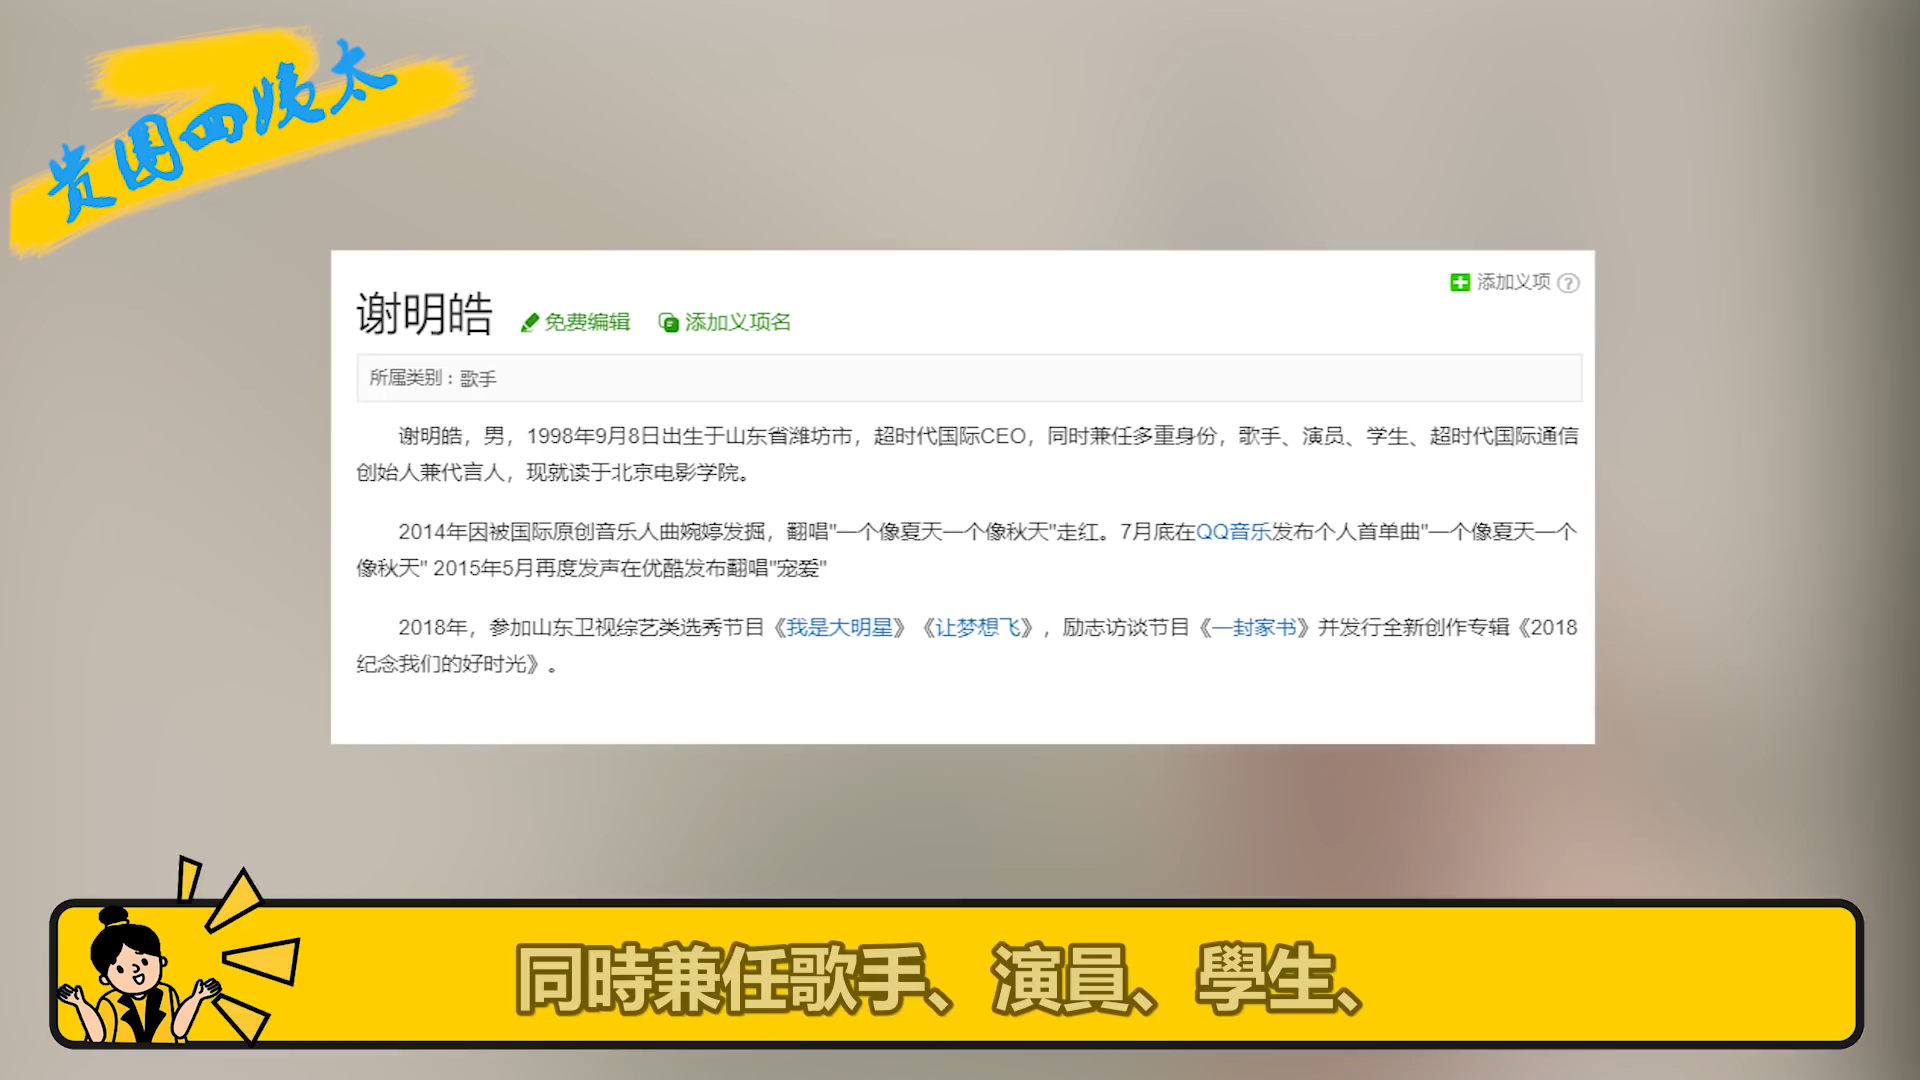 贵圈四姨太
添加义项 ?
谢明皓 免费编辑 添加义项名
所属类别：歌手
谢明皓，男，1998年9月8日出生于山东省潍坊市，超时代国际CEO，同时兼任多重身份，歌手、演员、学生、超时代国际通信
创始人兼代言人，现就读于北京电影学院。
2014年因被国际原创音乐人曲婉婷发掘，翻唱"一个像夏天一个像秋天"走红。7月底在QQ音乐发布个人首单曲"一个像夏天一个
像秋天" 2015年5月再度发声在优酷发布翻唱"宠爱"
2018年，参加山东卫视综艺类选秀节目《我是大明星》《让梦想飞》，励志访谈节目《一封家书》并发行全新创作专辑《2018
纪念我们的好时光》。
同時兼任歌手、演員、學生、